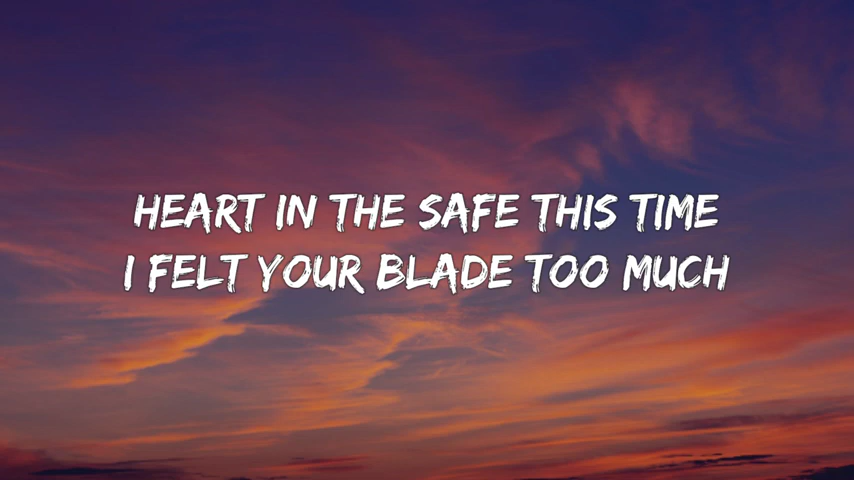 HEART IN THE SAFE THIS TIME
I FELT YOUR BLADE TOO MUCH